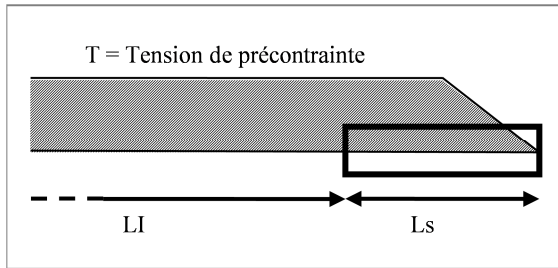 T = Tension de précontrainte
LI
Ls